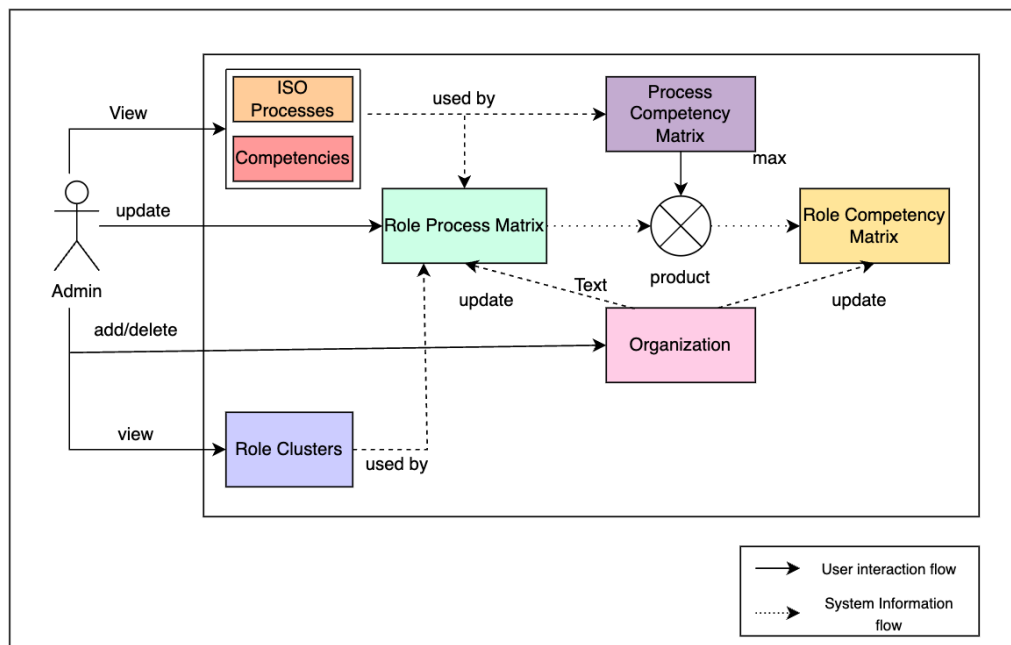 ISO
Processes
Competencies
View
used by
Process
Competency
Matrix
max
update
Role Process Matrix
Role Competency
Matrix
product
Admin
Text
update
update
add/delete
Organization
view
Role Clusters
used by
User interaction flow
System Information
flow